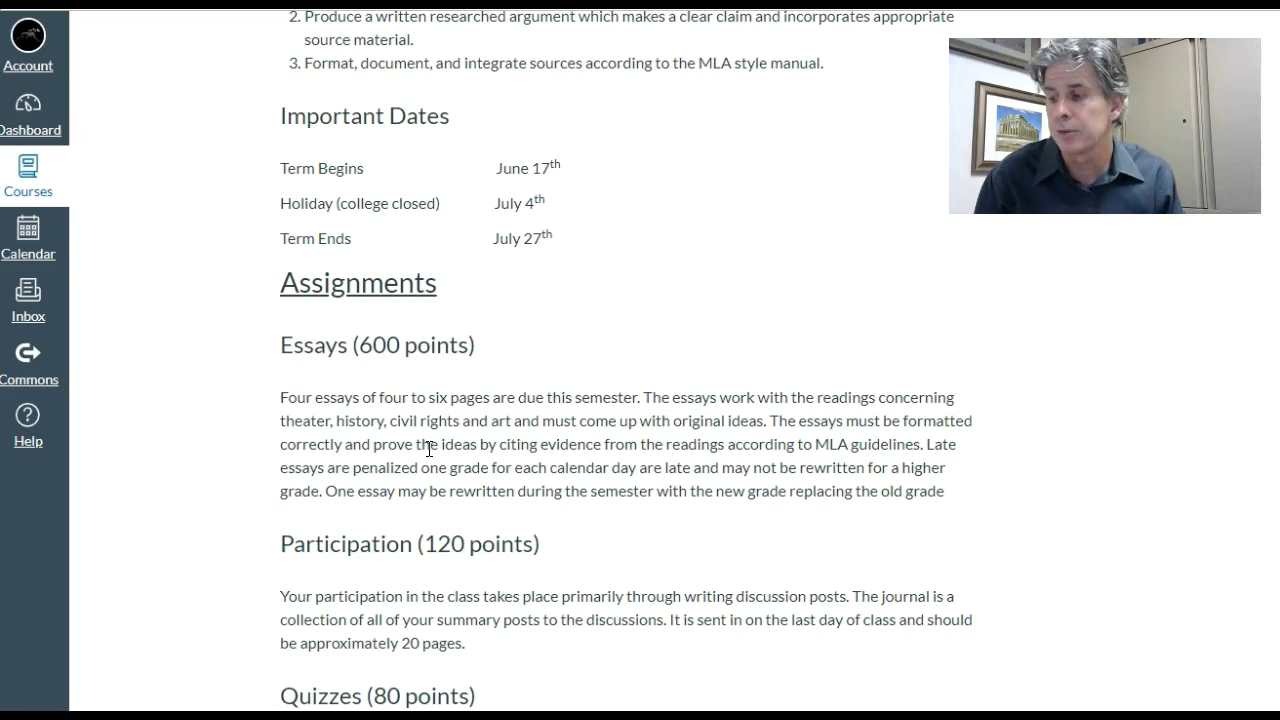 Account
Dashboard
Courses
Calendar
Inbox
Commons
Help
2. Produce a written researched argument which makes a clear claim and incorporates appropriate
source material.
3. Format, document, and integrate sources according to the MLA style manual.
Important Dates
Term Begins June 17th
Holiday (college closed) July 4th
Term Ends July 27th
Assignments
Essays (600 points)
Four essays of four to six pages are due this semester. The essays work with the readings concerning
theater, history, civil rights and art and must come up with original ideas. The essays must be formatted
correctly and prove the ideas by citing evidence from the readings according to MLA guidelines. Late
essays are penalized one grade for each calendar day are late and may not be rewritten for a higher
grade. One essay may be rewritten during the semester with the new grade replacing the old grade
Participation (120 points)
Your participation in the class takes place primarily through writing discussion posts. The journal is a
collection of all of your summary posts to the discussions. It is sent in on the last day of class and should
be approximately 20 pages.
Quizzes (80 points)